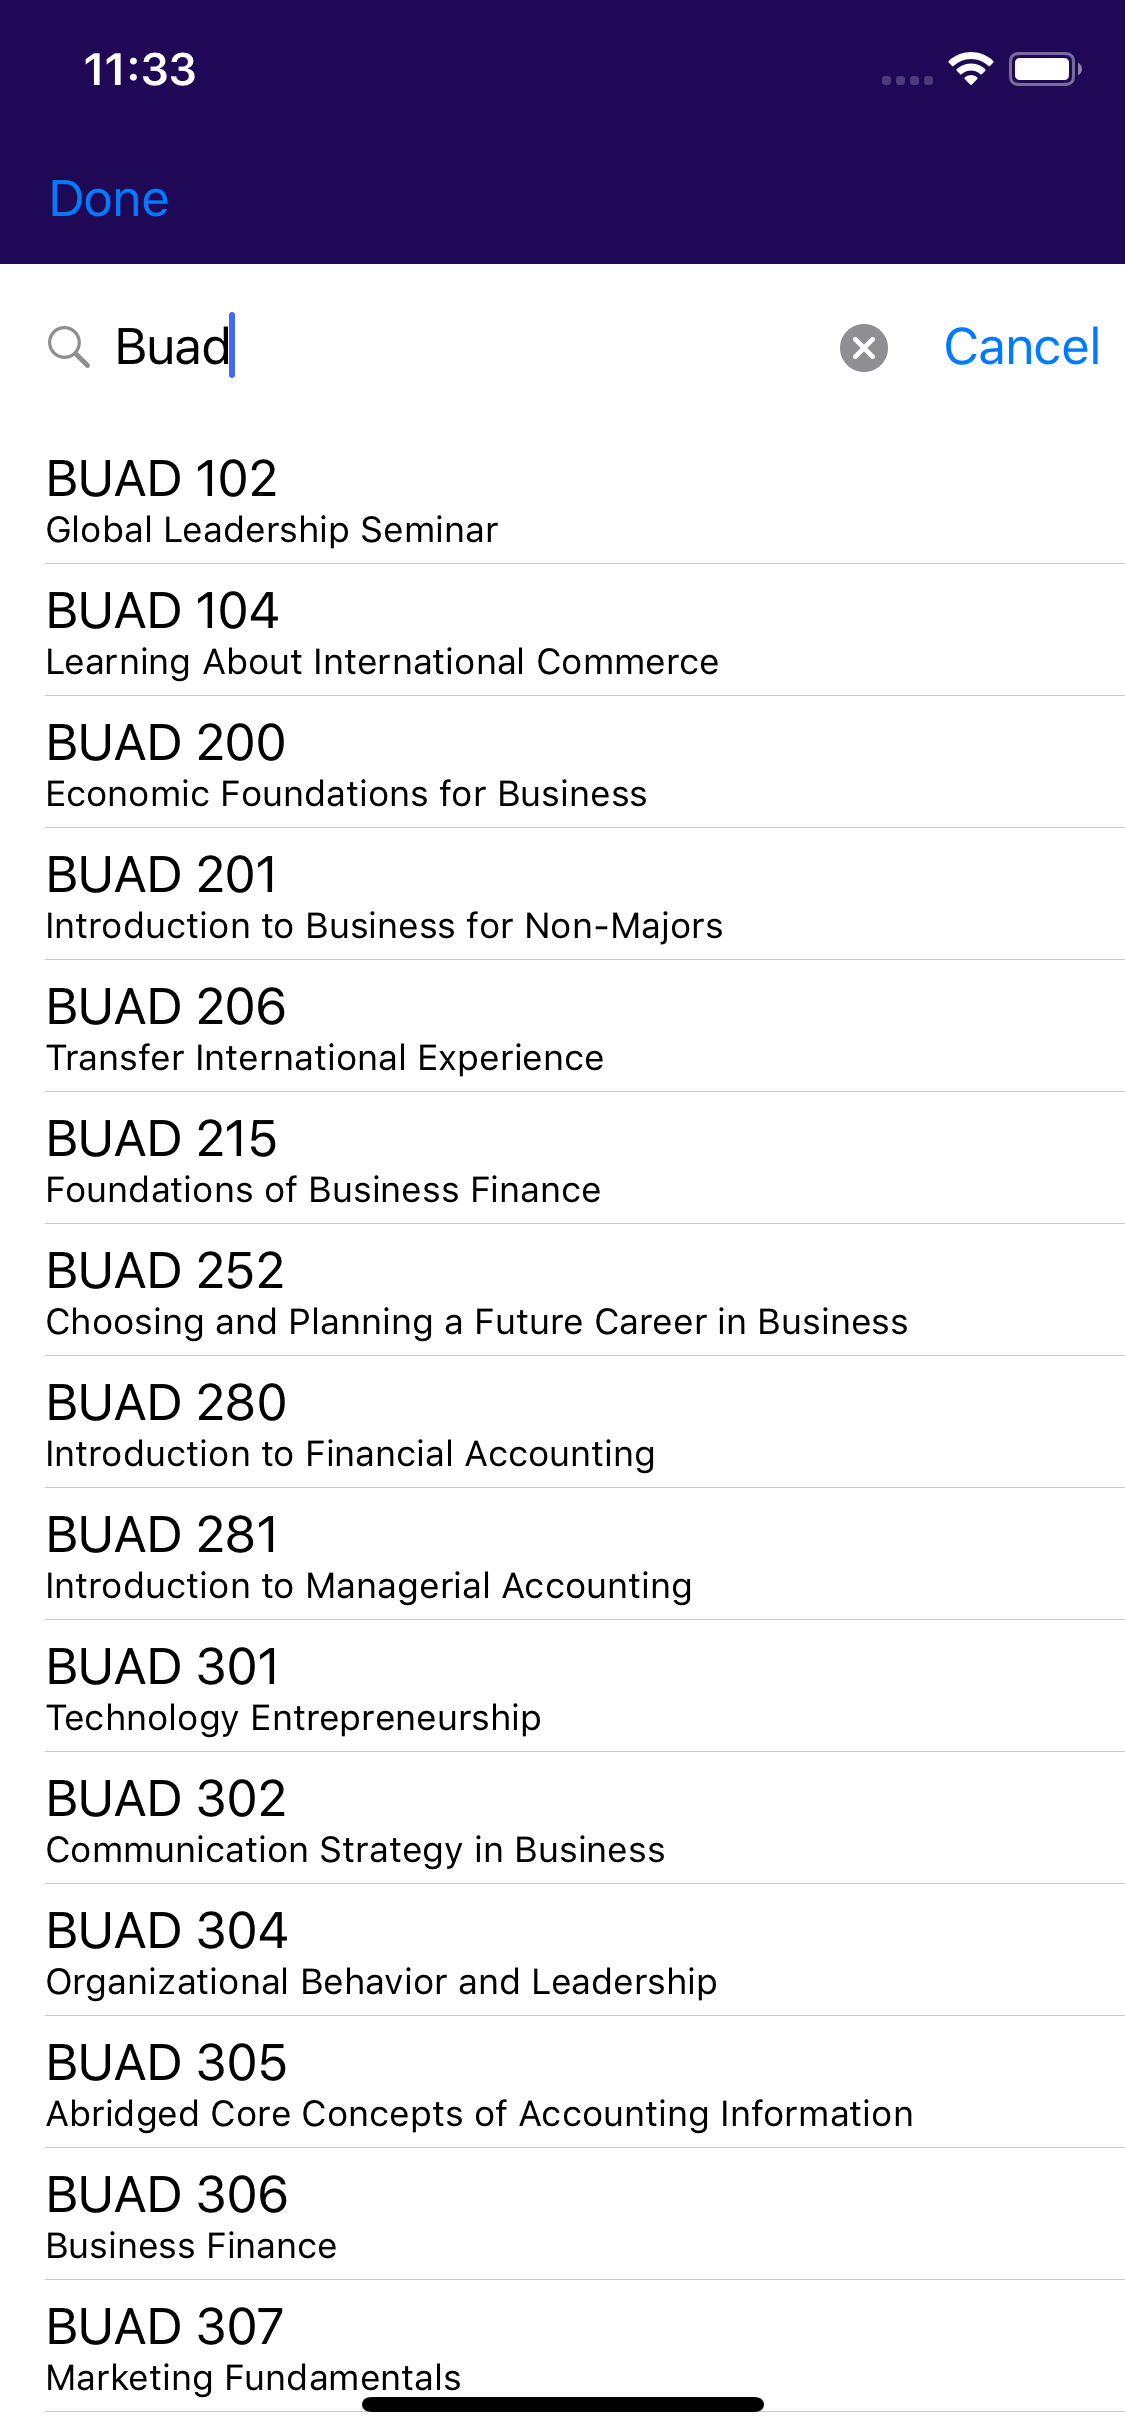 11:33
Done
Buad
Cancel
BUAD 102
Global Leadership Seminar
BUAD 104
Learning About International Commerce
BUAD 200
Economic Foundations for Business
BUAD 201
Introduction to Business for Non-Majors
BUAD 206
Transfer International Experience
BUAD 215
Foundations of Business Finance
BUAD 252
Choosing and Planning a Future Career in Business
BUAD 280
Introduction to Financial Accounting
BUAD 281
Introduction to Managerial Accounting
BUAD 301
Technology Entrepreneurship
BUAD 302
Communication Strategy in Business
BUAD 304
Organizational Behavior and Leadership
BUAD 305
Abridged Core Concepts of Accounting Information
BUAD 306
Business Finance
BUAD 307
Marketing Fundamentals